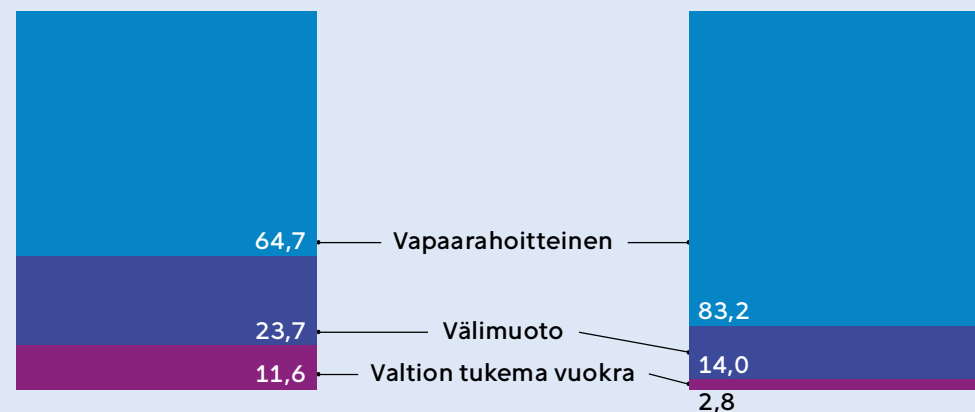 64,7
Vapaarahoitteinen
83,2
23,7
Välimuoto
14,0
11,6
Valtion tukema vuokra
2,8